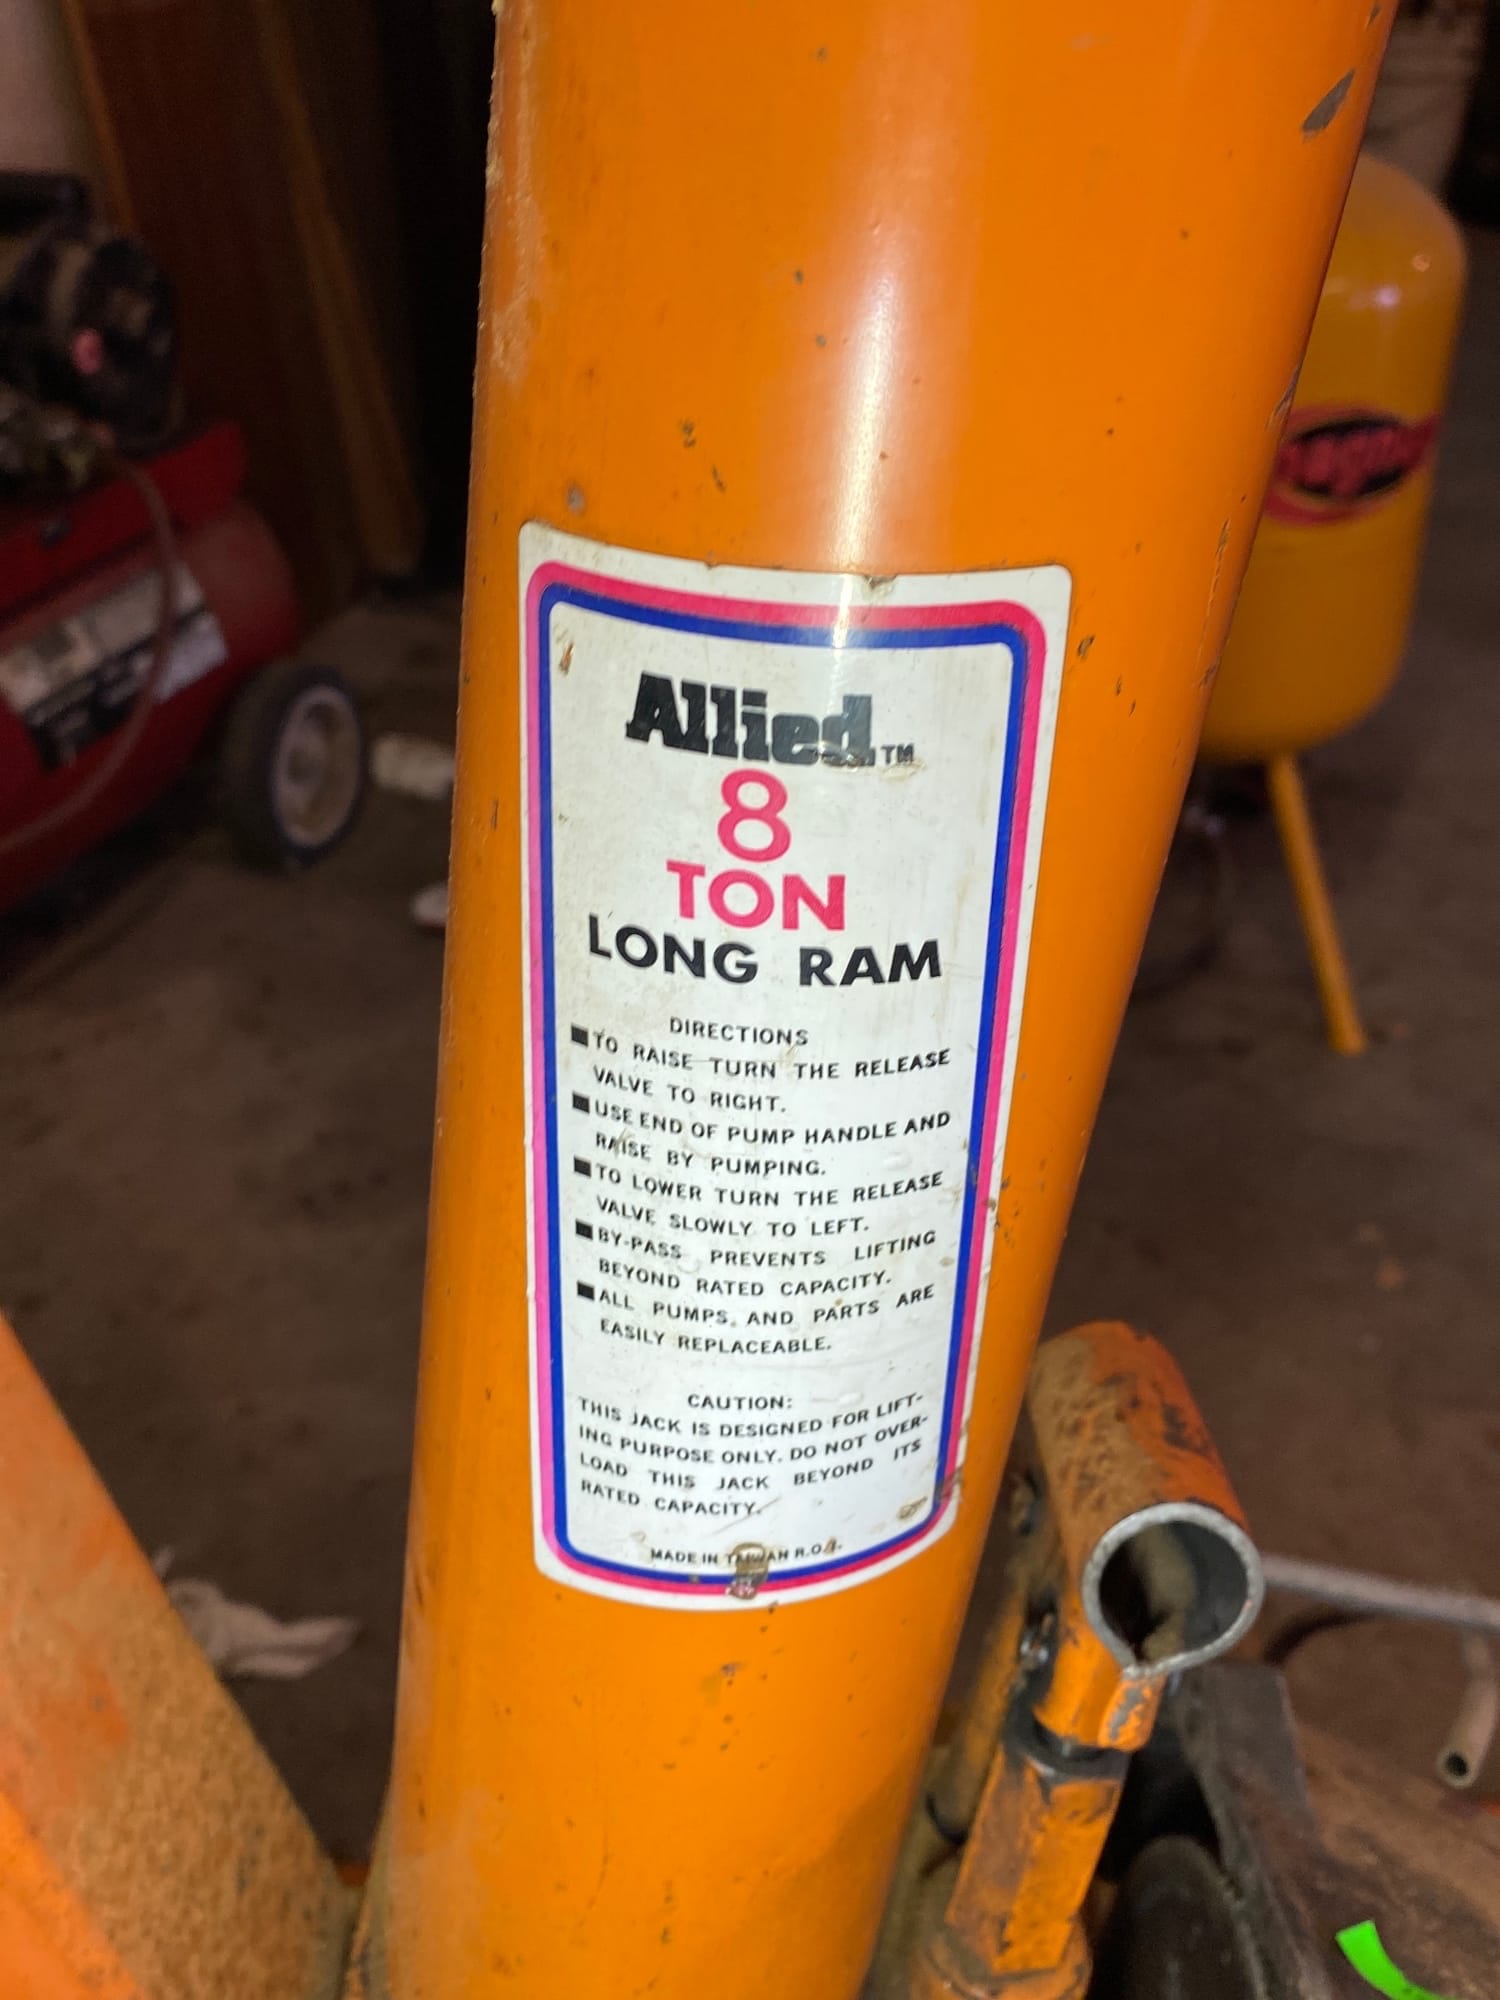 Allied™
8
TON
LONG RAM
DIRECTIONS
■ TO RAISE TURN THE RELEASE
VALVE TO RIGHT.
■ USE END OF PUMP HANDLE AND
RAISE BY PUMPING.
■ TO LOWER TURN THE RELEASE
VALVE SLOWLY TO LEFT.
■ BY-PASS PREVENTS LIFTING
BEYOND RATED CAPACITY.
■ ALL PUMPS. AND PARTS ARE
EASILY REPLACEABLE.
CAUTION:
THIS JACK IS DESIGNED FOR LIFT-
ING PURPOSE ONLY. DO NOT OVER-
LOAD THIS JACK BEYOND ITS
RATED CAPACITY.
MADE IN TAIWAN